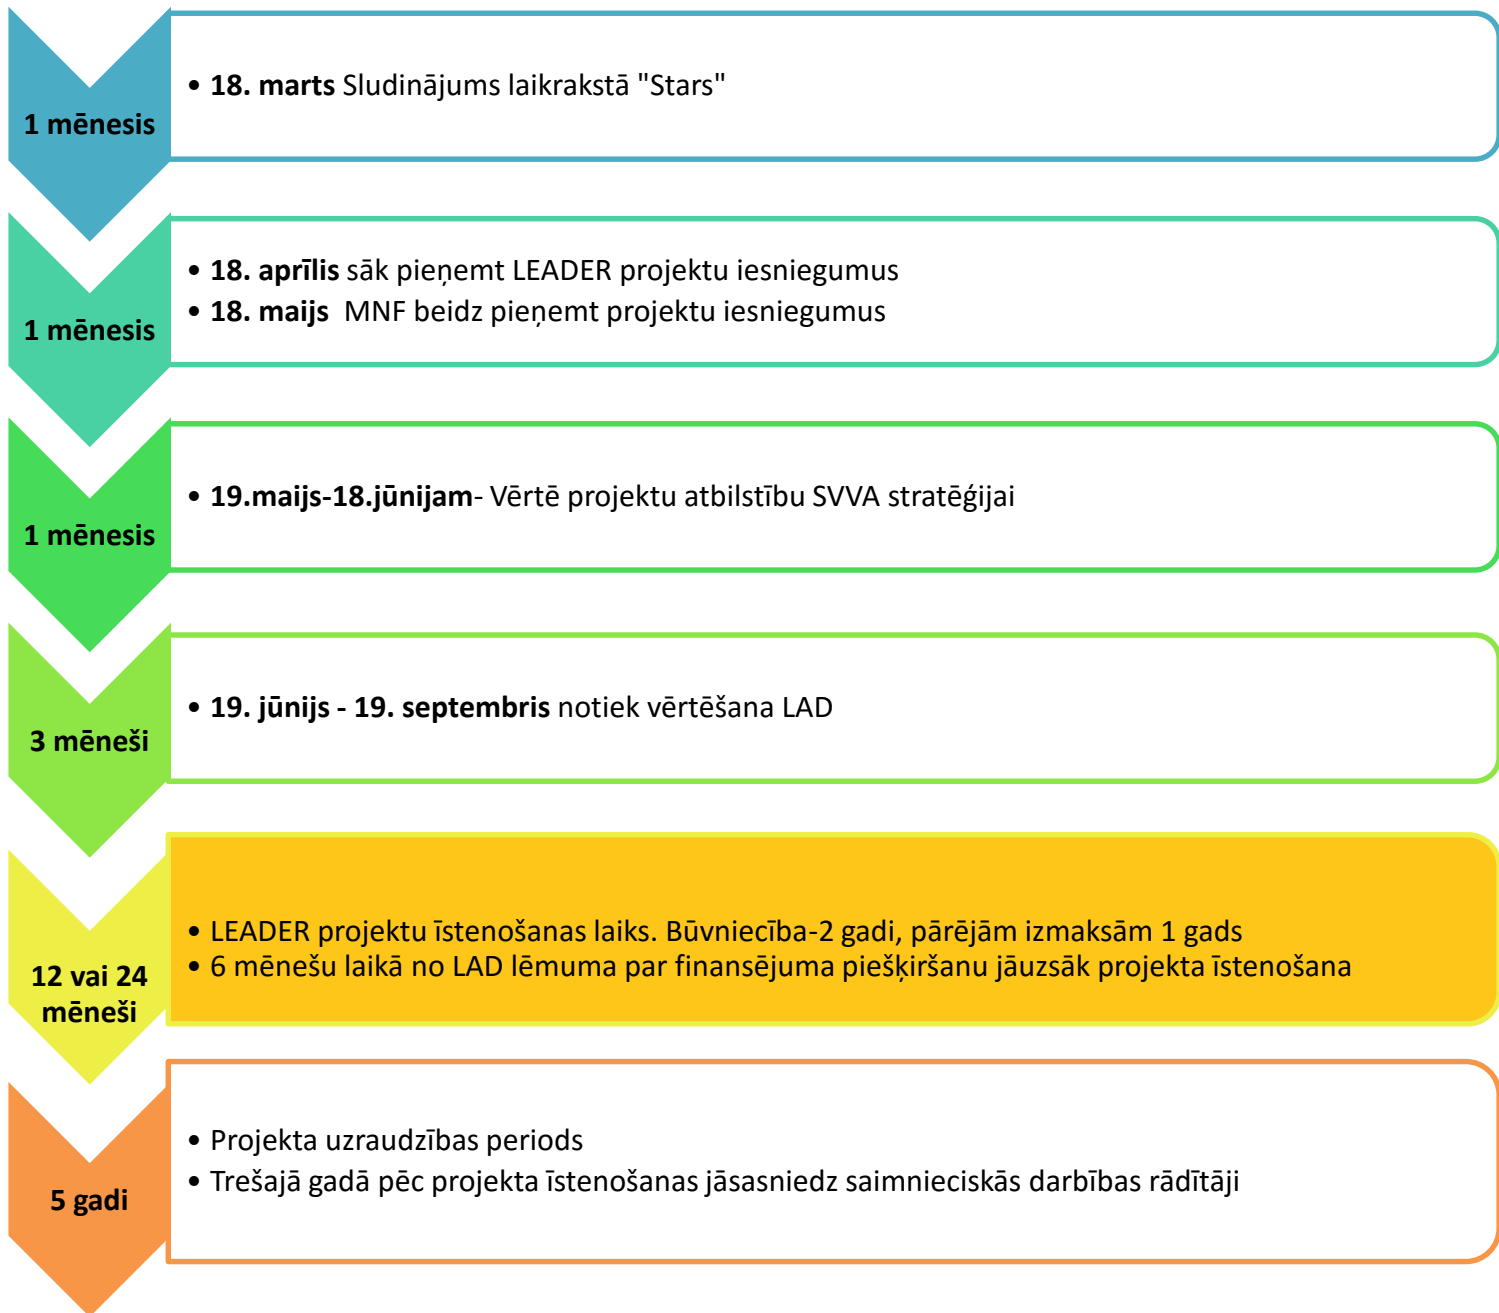 1 mēnesis
• 18. marts Sludinājums laikrakstā "Stars"
1 mēnesis
• 18. aprīlis sāk pieņemt LEADER projektu iesniegumus
• 18. maijs  MNF beidz pieņemt projektu iesniegumus
1 mēnesis
• 19.maijs-18.jūnijam- Vērtē projektu atbilstību SVVA stratēģijai
3 mēneši
• 19. jūnijs - 19. septembris notiek vērtēšana LAD
12 vai 24
mēneši
• LEADER projektu īstenošanas laiks. Būvniecība-2 gadi, pārējām izmaksām 1 gads
• 6 mēnešu laikā no LAD lēmuma par finansējuma piešķiršanu jāuzsāk projekta īstenošana
5 gadi
• Projekta uzraudzības periods
• Trešajā gadā pēc projekta īstenošanas jāsasniedz saimnieciskās darbības rādītāji